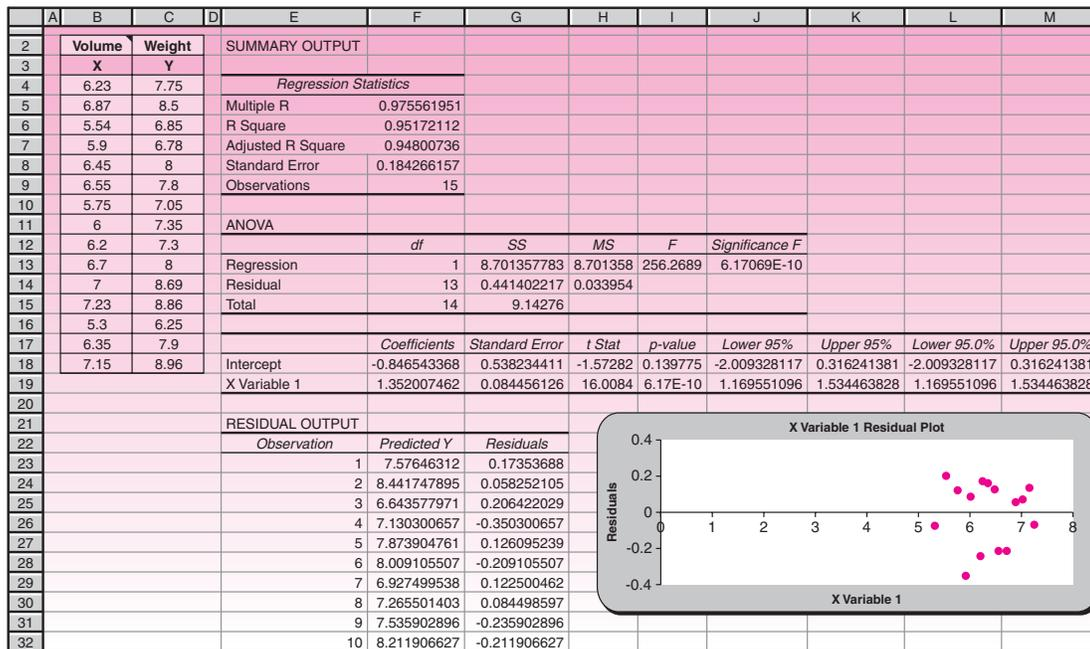 A B C D E F G H I J K L M
2 Volume Weight SUMMARY OUTPUT
3 X Y
4 6.23 7.75 Regression Statistics
5 6.87 8.5 Multiple R 0.975561951
6 5.54 6.85 R Square 0.95172112
7 5.9 6.78 Adjusted R Square 0.94800736
8 6.45 8 Standard Error 0.184266157
9 6.55 7.8 Observations 15
10 5.75 7.05
11 6 7.35 ANOVA
12 6.2 7.3 df SS MS F Significance F
13 6.7 8 Regression 1 8.701357783 8.701358 256.2689 6.17069E-10
14 7 8.69 Residual 13 0.441402217 0.033954
15 7.23 8.86 Total 14 9.14276
16 5.3 6.25
17 6.35 7.9 Coefficients Standard Error t Stat p-value Lower 95% Upper 95% Lower 95.0% Upper 95.0%
18 7.15 8.96 Intercept -0.846543368 0.538234411 -1.57282 0.139775 -2.009328117 0.316241381 -2.009328117 0.316241381
19 X Variable 1 1.352007462 0.084456126 16.0084 6.17E-10 1.169551096 1.534463828 1.169551096 1.534463828
20
21 RESIDUAL OUTPUT
22 Observation Predicted Y Residuals
23 1 7.57646312 0.17353688
24 2 8.441747895 0.058252105
25 3 6.643577971 0.206422029
26 4 7.130300657 -0.350300657
27 5 7.873904761 0.126095239
28 6 8.009105507 -0.209105507
29 7 6.927499538 0.122500462
30 8 7.265501403 0.084498597
31 9 7.535902896 -0.235902896
32 10 8.211906627 -0.211906627
X Variable 1 Residual Plot
Residuals
0.4
0.2
0
-0.2
-0.4
0 1 2 3 4 5 6 7 8
X Variable 1